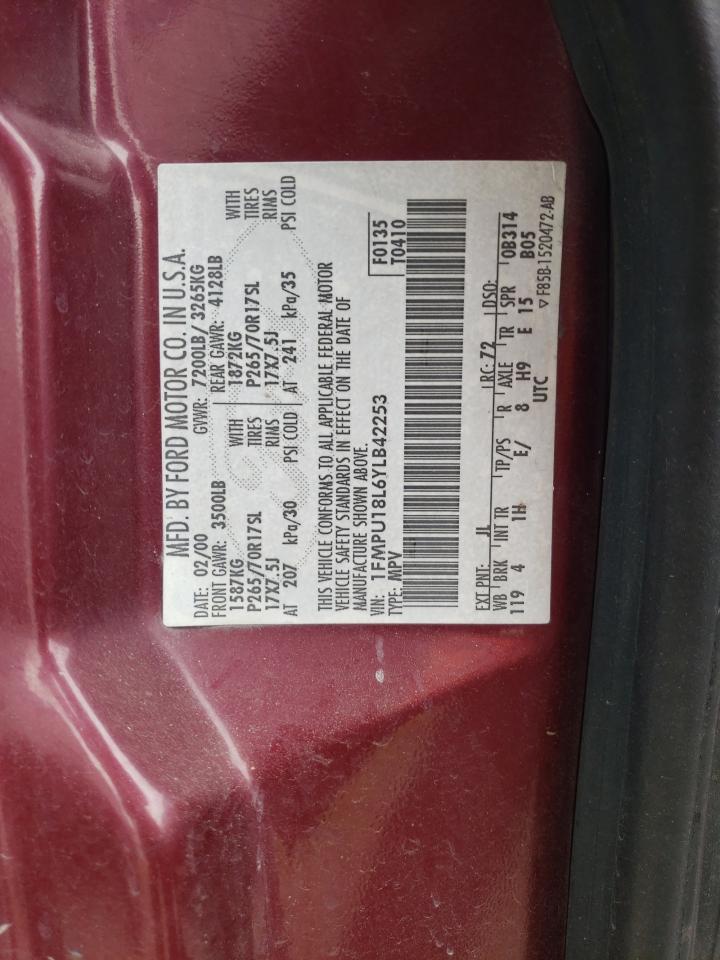 MFD. BY FORD MOTOR CO. IN U.S.A.
DATE: 02/00 GVWR: 7200LB/ 3265KG
FRONT GAWR: 3500LB REAR GAWR: 4128LB
1587KG WITH 1872KG WITH
P265/70R17SL TIRES P265/70R17SL TIRES
17X7.5J RIMS 17X7.5J RIMS
AT 207 kPa/30 PSI COLD AT 241 kPa/35 PSI COLD
THIS VEHICLE CONFORMS TO ALL APPLICABLE FEDERAL MOTOR
VEHICLE SAFETY STANDARDS IN EFFECT ON THE DATE OF
MANUFACTURE SHOWN ABOVE.
VIN: 1FMPU18L6YLB42253
TYPE: MPV
F0135
T0410
EXT PNT: JL RC: 72 DSO:
WB BRK INT TR TP/PS R AXLE TR SPR 0B314
119 4 1H E/ 8 H9 E 15 B05
UTC
▽ F85B-1520472-AB